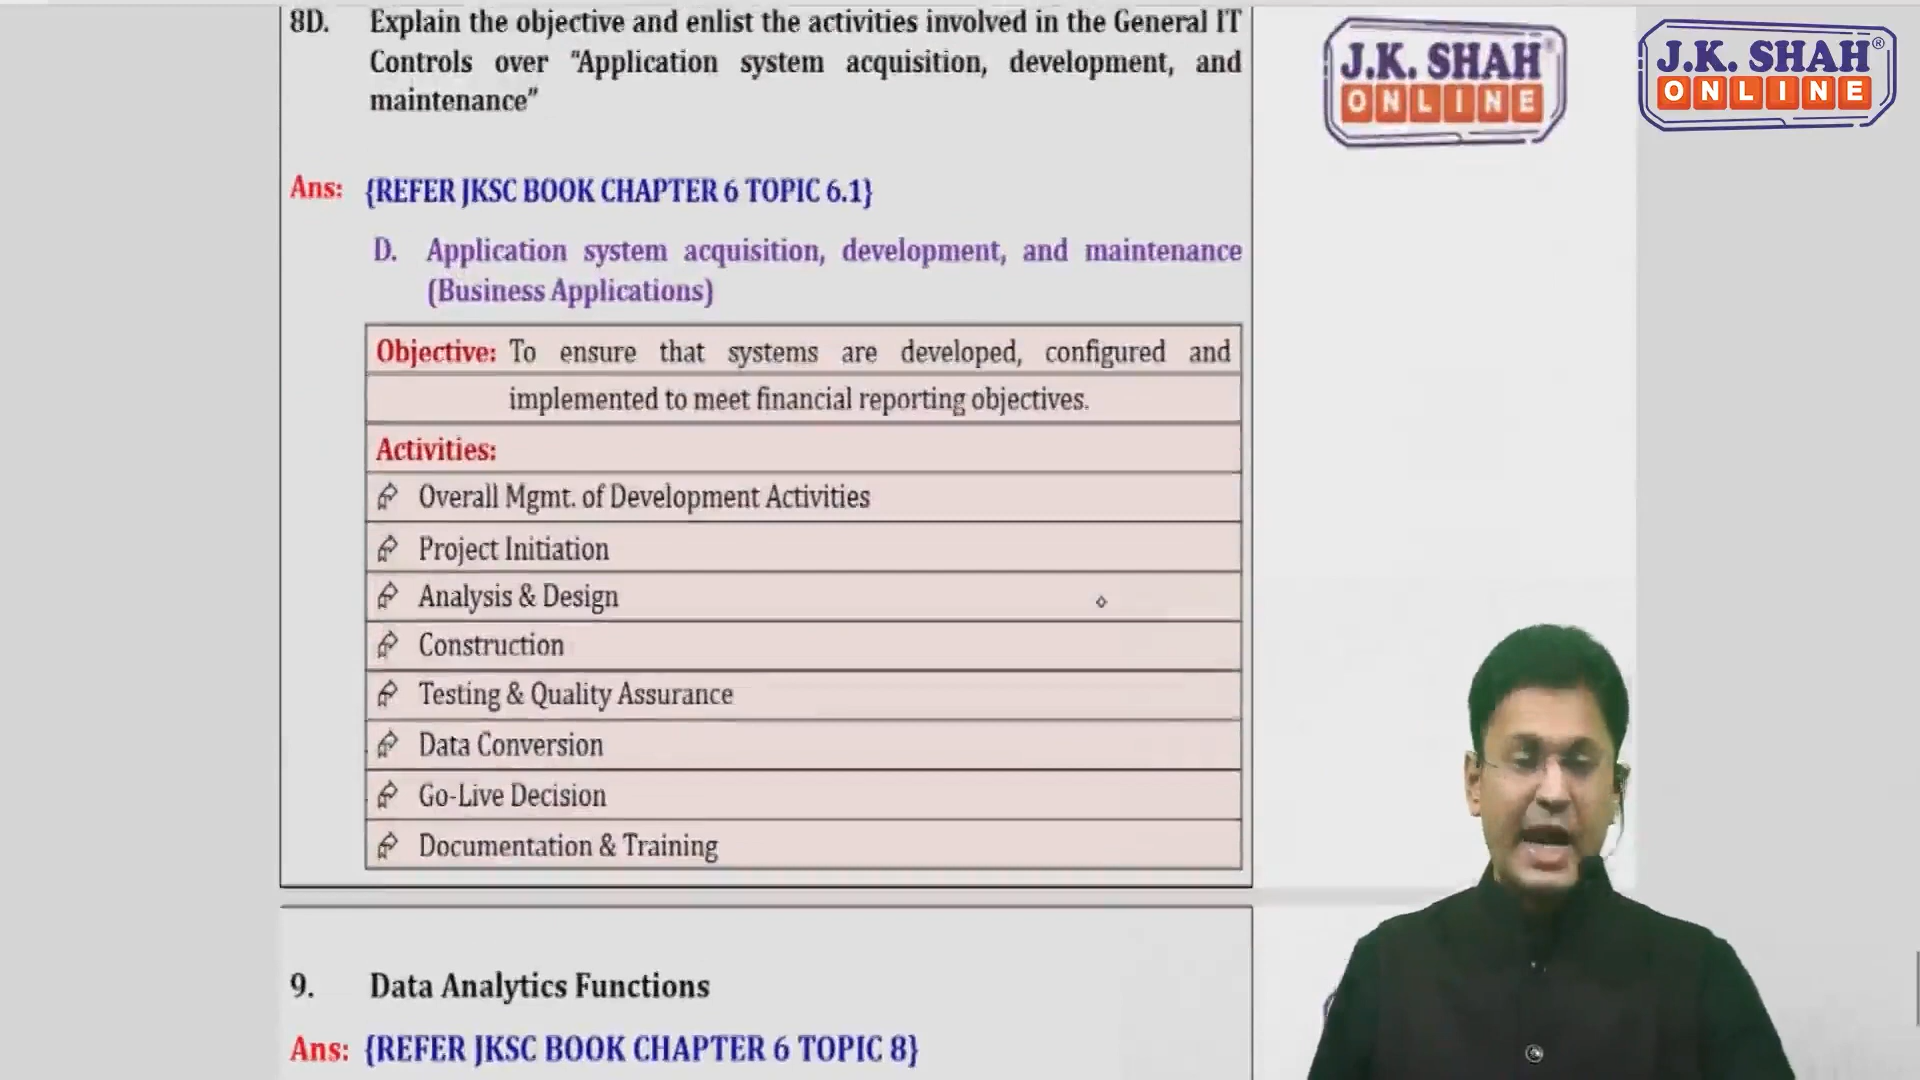 8D. Explain the objective and enlist the activities involved in the General IT
Controls over "Application system acquisition, development, and
maintenance"
Ans: {REFER JKSC BOOK CHAPTER 6 TOPIC 6.1}
D. Application system acquisition, development, and maintenance
(Business Applications)
Objective: To ensure that systems are developed, configured and
implemented to meet financial reporting objectives.
Activities:
Overall Mgmt. of Development Activities
Project Initiation
Analysis & Design
Construction
Testing & Quality Assurance
Data Conversion
Go-Live Decision
Documentation & Training
9. Data Analytics Functions
Ans: {REFER JKSC BOOK CHAPTER 6 TOPIC 8}
J.K. SHAH®
ONLINE
J.K. SHAH®
ONLINE